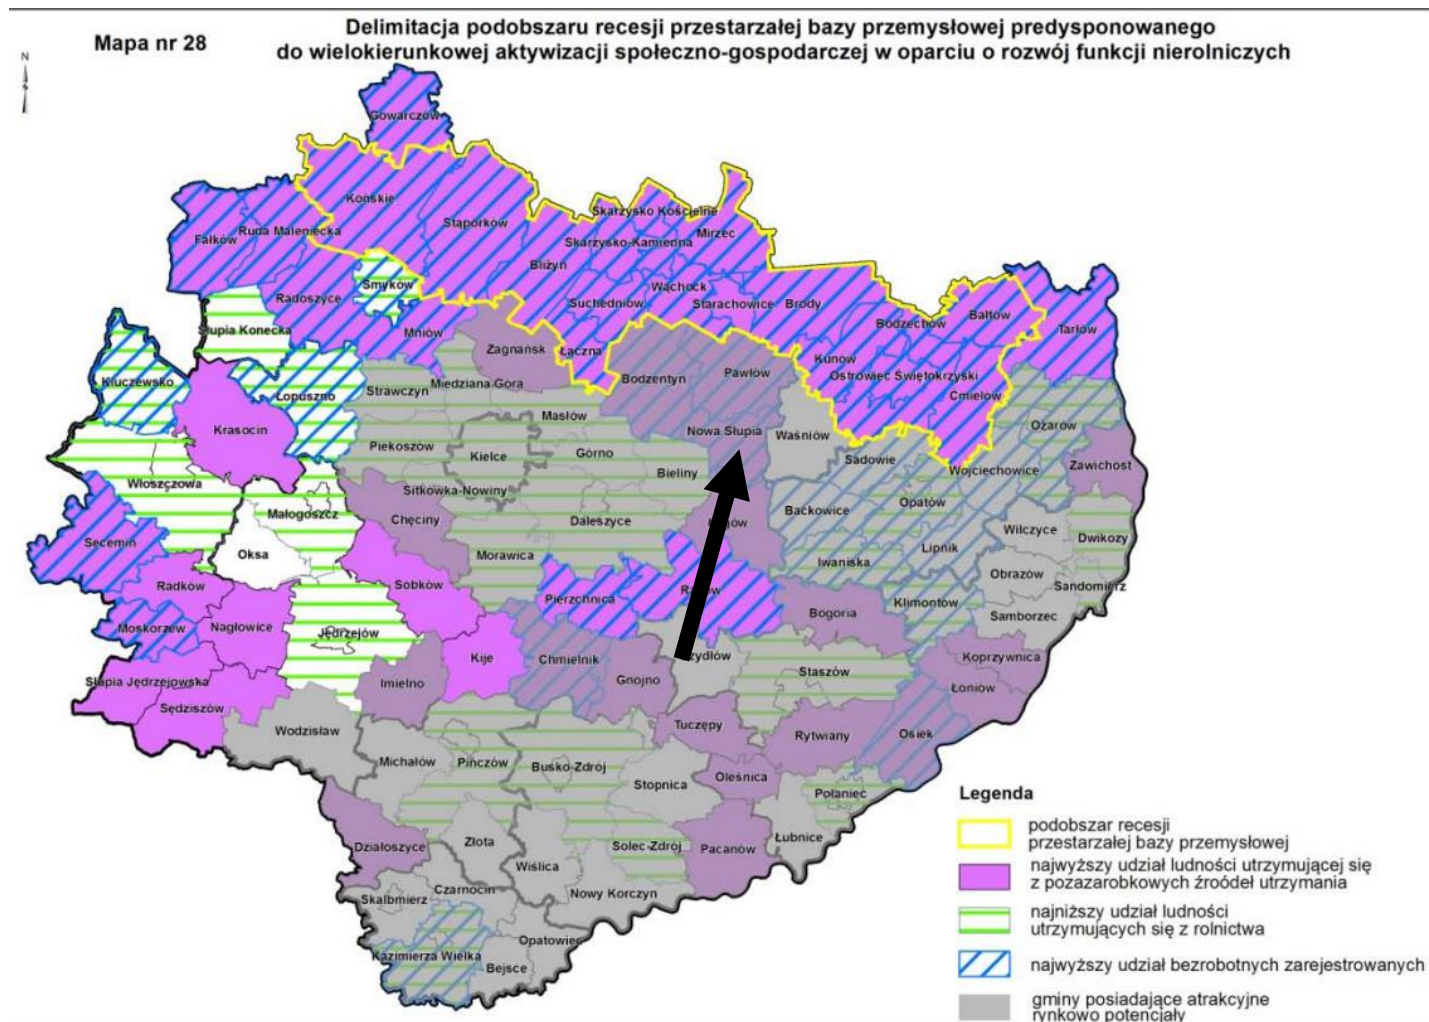 Mapa nr 28
Delimitacja podobszaru recesji przestarzałej bazy przemysłowej predysponowanego
do wielokierunkowej aktywizacji społeczno-gospodarczej w oparciu o rozwój funkcji nierolniczych
N
Gowarczów
Końskie
Stąporków
Skarżysko Kościelne
Fałków
Ruda Maleniecka
Skarżysko-Kamienna
Mirzec
Bliżyn
Smyków
Radoszyce
Wąchock
Suchedniów
Starachowice
Brody
Bodzechów
Bałtów
Tarłów
Słupia Konecka
Mniów
Zagnańsk
Łączna
Kunów
Kluczewsko
Łopuszno
Strawczyn
Miedziana Góra
Bodzentyn
Pawłów
Ostrowiec Świętokrzyski
Ćmielów
Krasocin
Masłów
Piekoszów
Kielce
Górno
Nowa Słupia
Waśniów
Sadowie
Ożarów
Włoszczowa
Sitkówka-Nowiny
Bieliny
Wojciechowice
Zawichost
Małogoszcz
Chęciny
Daleszyce
Baćkowice
Opatów
Wilczyce
Dwikozy
Secemin
Oksa
Morawica
Iwaniska
Lipnik
Obrazów
Sandomierz
Radków
Sobków
Pierzchnica
Klimontów
Samborzec
Moskorzew
Nagłowice
Jędrzejów
Bogoria
Kije
Chmielnik
Staszów
Koprzywnica
Słupia Jędrzejowska
Imielno
Gnojno
Łoniów
Sędziszów
Wodzisław
Tuczępy
Rytwiany
Osiek
Michałów
Pińczów
Busko-Zdrój
Stopnica
Oleśnica
Połaniec
Działoszyce
Złota
Wiślica
Solec-Zdrój
Pacanów
Łubnice
Skalbmierz
Czarnocin
Nowy Korczyn
Kazimierza Wielka
Opatowiec
Bejsce
Legenda
podobszar recesji
przestarzałej bazy przemysłowej
najwyższy udział ludności utrzymującej się
z pozazarobkowych źroódeł utrzymania
najniższy udział ludności
utrzymujących się z rolnictwa
najwyższy udział bezrobotnych zarejestrowanych
gminy posiadające atrakcyjne
rynkowo potencjały